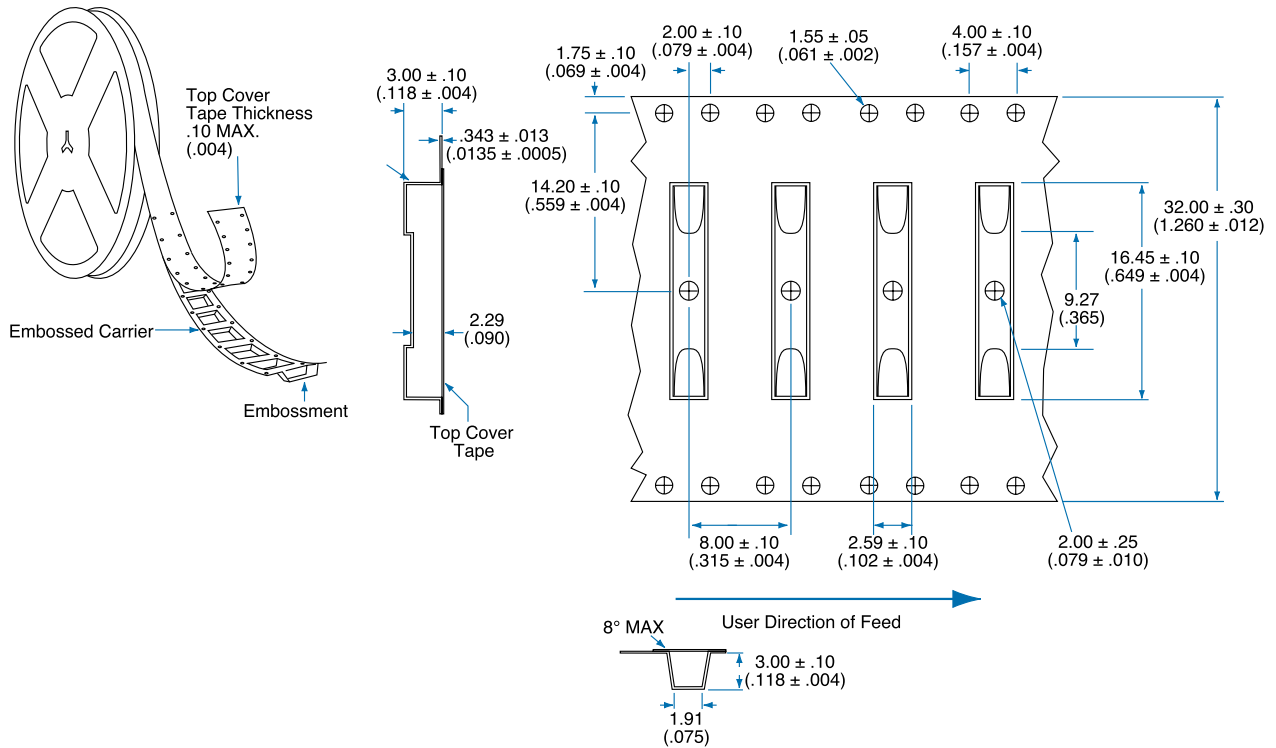 Top Cover
Tape Thickness
.10 MAX.
(.004)
Embossed Carrier
Embossment
3.00 ± .10
(.118 ± .004)
.343 ± .013
(.0135 ± .0005)
2.29
(.090)
Top Cover
Tape
1.75 ± .10
(.069 ± .004)
2.00 ± .10
(.079 ± .004)
1.55 ± .05
(.061 ± .002)
4.00 ± .10
(.157 ± .004)
14.20 ± .10
(.559 ± .004)
32.00 ± .30
(1.260 ± .012)
16.45 ± .10
(.649 ± .004)
9.27
(.365)
8.00 ± .10
(.315 ± .004)
2.59 ± .10
(.102 ± .004)
2.00 ± .25
(.079 ± .010)
User Direction of Feed
8° MAX
3.00 ± .10
(.118 ± .004)
1.91
(.075)